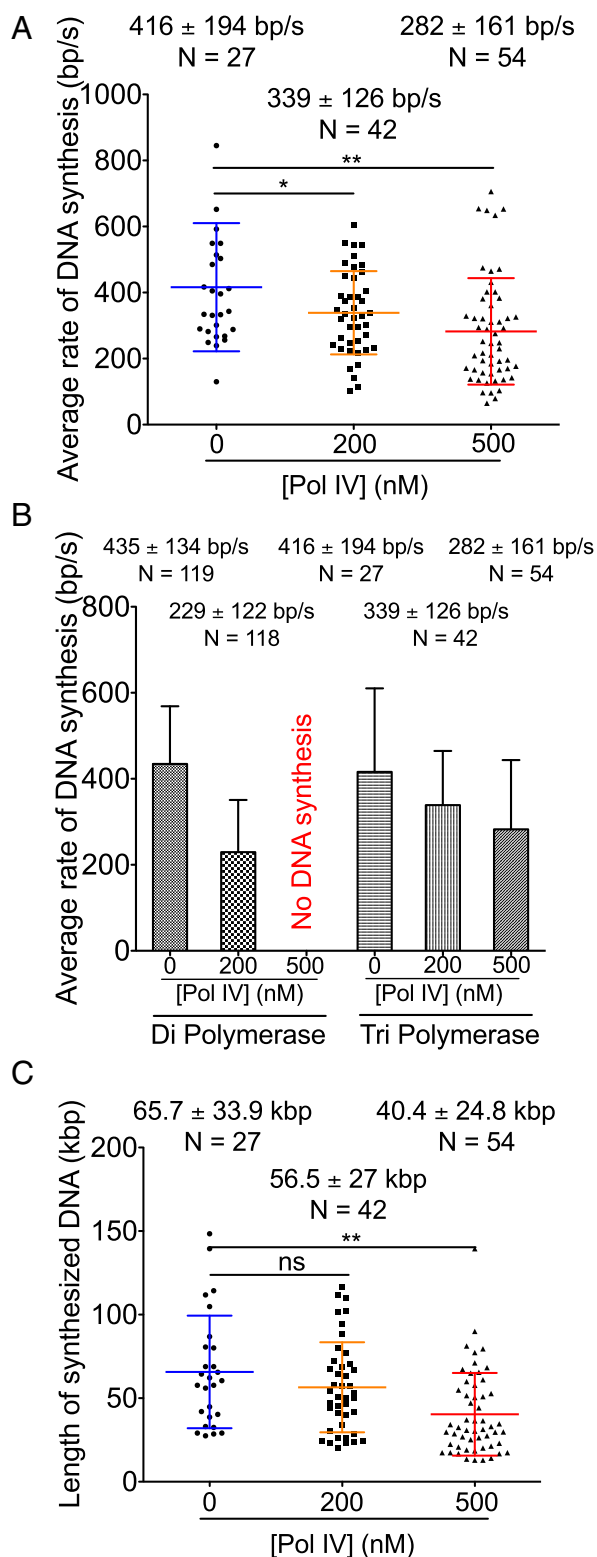 A
416 ± 194 bp/s
N = 27
282 ± 161 bp/s
N = 54
339 ± 126 bp/s
N = 42
Average rate of DNA synthesis (bp/s)
1000
800
600
400
200
0
**
*
0 200 500
[Pol IV] (nM)
B
435 ± 134 bp/s
N = 119
416 ± 194 bp/s
N = 27
282 ± 161 bp/s
N = 54
229 ± 122 bp/s
N = 118
339 ± 126 bp/s
N = 42
Average rate of DNA synthesis (bp/s)
800
600
400
200
0
No DNA synthesis
0 200 500 0 200 500
[Pol IV] (nM) [Pol IV] (nM)
Di Polymerase Tri Polymerase
C
65.7 ± 33.9 kbp
N = 27
40.4 ± 24.8 kbp
N = 54
56.5 ± 27 kbp
N = 42
Length of synthesized DNA (kbp)
200
150
100
50
0
**
ns
0 200 500
[Pol IV] (nM)